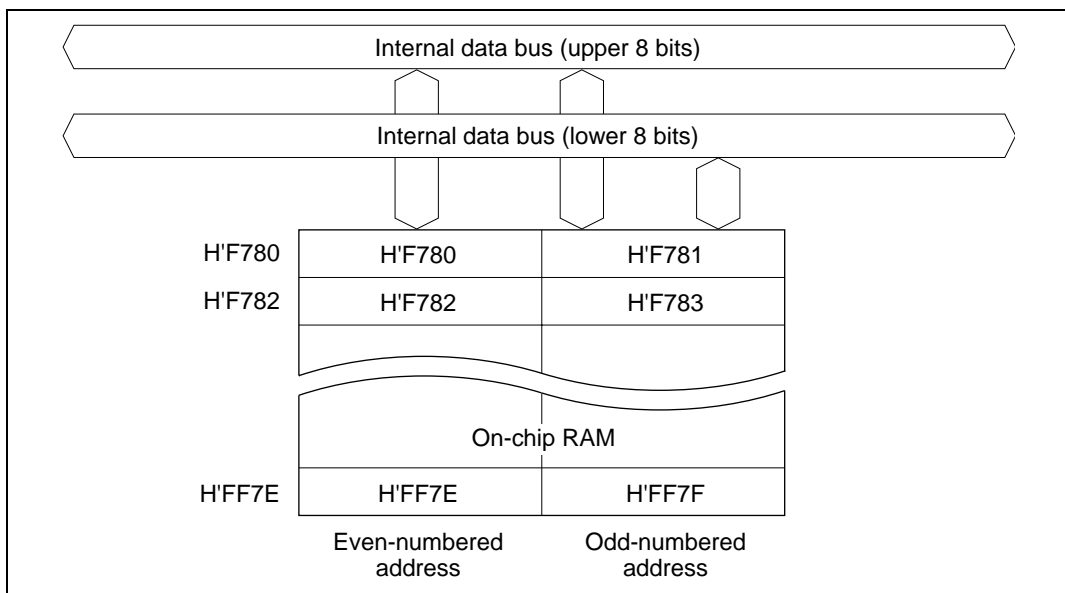 Internal data bus (upper 8 bits)
Internal data bus (lower 8 bits)
H'F780 H'F780 H'F781
H'F782 H'F782 H'F783
On-chip RAM
H'FF7E H'FF7E H'FF7F
Even-numbered address
Odd-numbered address